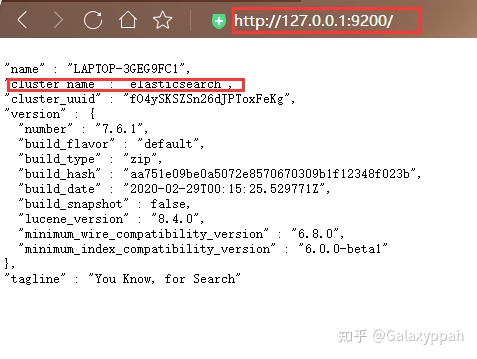 http://127.0.0.1:9200/
"name" : "LAPTOP-3GEG9FC1",
"cluster_name" : "elasticsearch",
"cluster_uuid" : "fO4ySKSZSn26dJPToxFeKg",
"version" : {
"number" : "7.6.1",
"build_flavor" : "default",
"build_type" : "zip",
"build_hash" : "aa751e09be0a5072e8570670309b1f12348f023b",
"build_date" : "2020-02-29T00:15:25.529771Z",
"build_snapshot" : false,
"lucene_version" : "8.4.0",
"minimum_wire_compatibility_version" : "6.8.0",
"minimum_index_compatibility_version" : "6.0.0-beta1"
},
"tagline" : "You Know, for Search"
知乎 @Galaxyppah